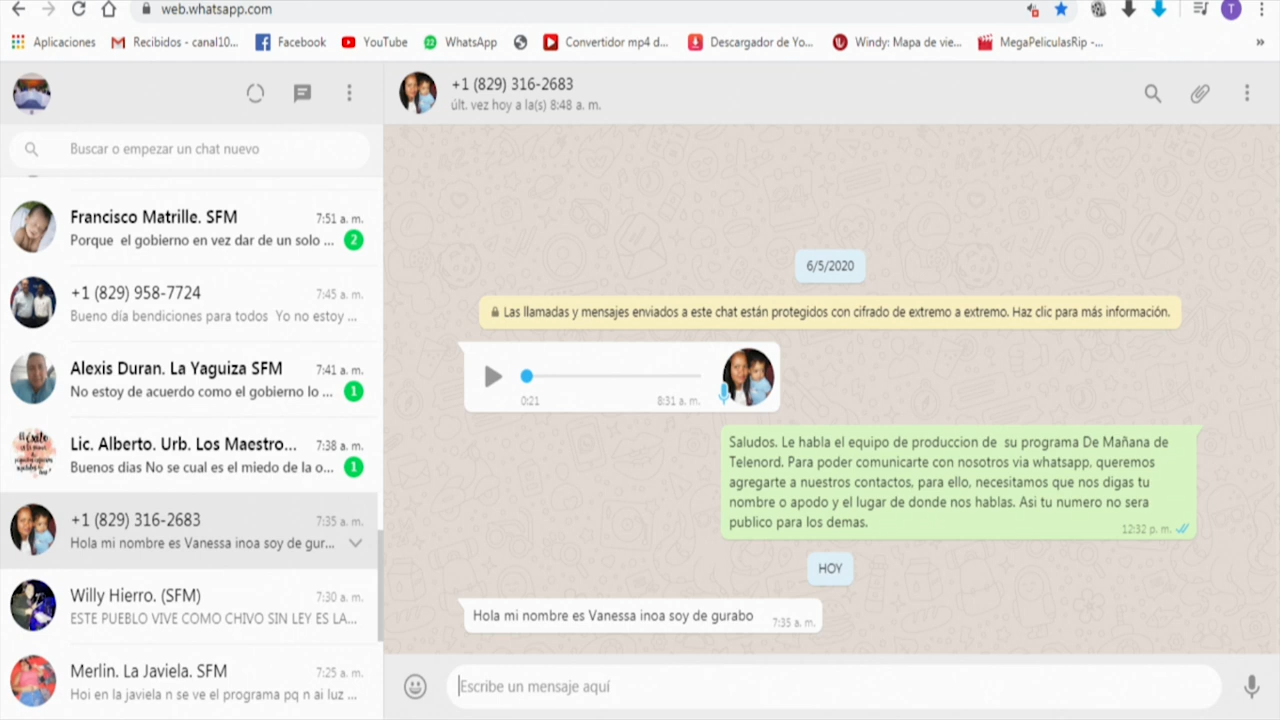 web.whatsapp.com
T
Aplicaciones
Recibidos - canal10...
Facebook
YouTube
22
WhatsApp
Convertidor mp4 d...
Descargador de Yo...
Windy: Mapa de vie...
MegaPeliculasRip -...
»
+1 (829) 316-2683
últ. vez hoy a la(s) 8:48 a. m.
Buscar o empezar un chat nuevo
Francisco Matrille. SFM
7:51 a. m.
Porque el gobierno en vez dar de un solo ...
2
+1 (829) 958-7724
7:45 a. m.
Bueno día bendiciones para todos Yo no estoy ...
Alexis Duran. La Yaguiza SFM
7:41 a. m.
No estoy de acuerdo como el gobierno lo ...
1
Lic. Alberto. Urb. Los Maestro...
7:38 a. m.
Buenos dias No se cual es el miedo de la o...
1
+1 (829) 316-2683
7:35 a. m.
Hola mi nombre es Vanessa inoa soy de gur...
Willy Hierro. (SFM)
7:30 a. m.
ESTE PUEBLO VIVE COMO CHIVO SIN LEY ES LA...
Merlin. La Javiela. SFM
7:25 a. m.
Hoi en la javiela n se ve el programa pq n ai luz ...
6/5/2020
Las llamadas y mensajes enviados a este chat están protegidos con cifrado de extremo a extremo. Haz clic para más información.
0:21
8:31 a. m.
Saludos. Le habla el equipo de produccion de su programa De Mañana de
Telenord. Para poder comunicarte con nosotros via whatsapp, queremos
agregarte a nuestros contactos, para ello, necesitamos que nos digas tu
nombre o apodo y el lugar de donde nos hablas. Asi tu numero no sera
publico para los demas.
12:32 p. m.
HOY
Hola mi nombre es Vanessa inoa soy de gurabo
7:35 a. m.
Escribe un mensaje aquí